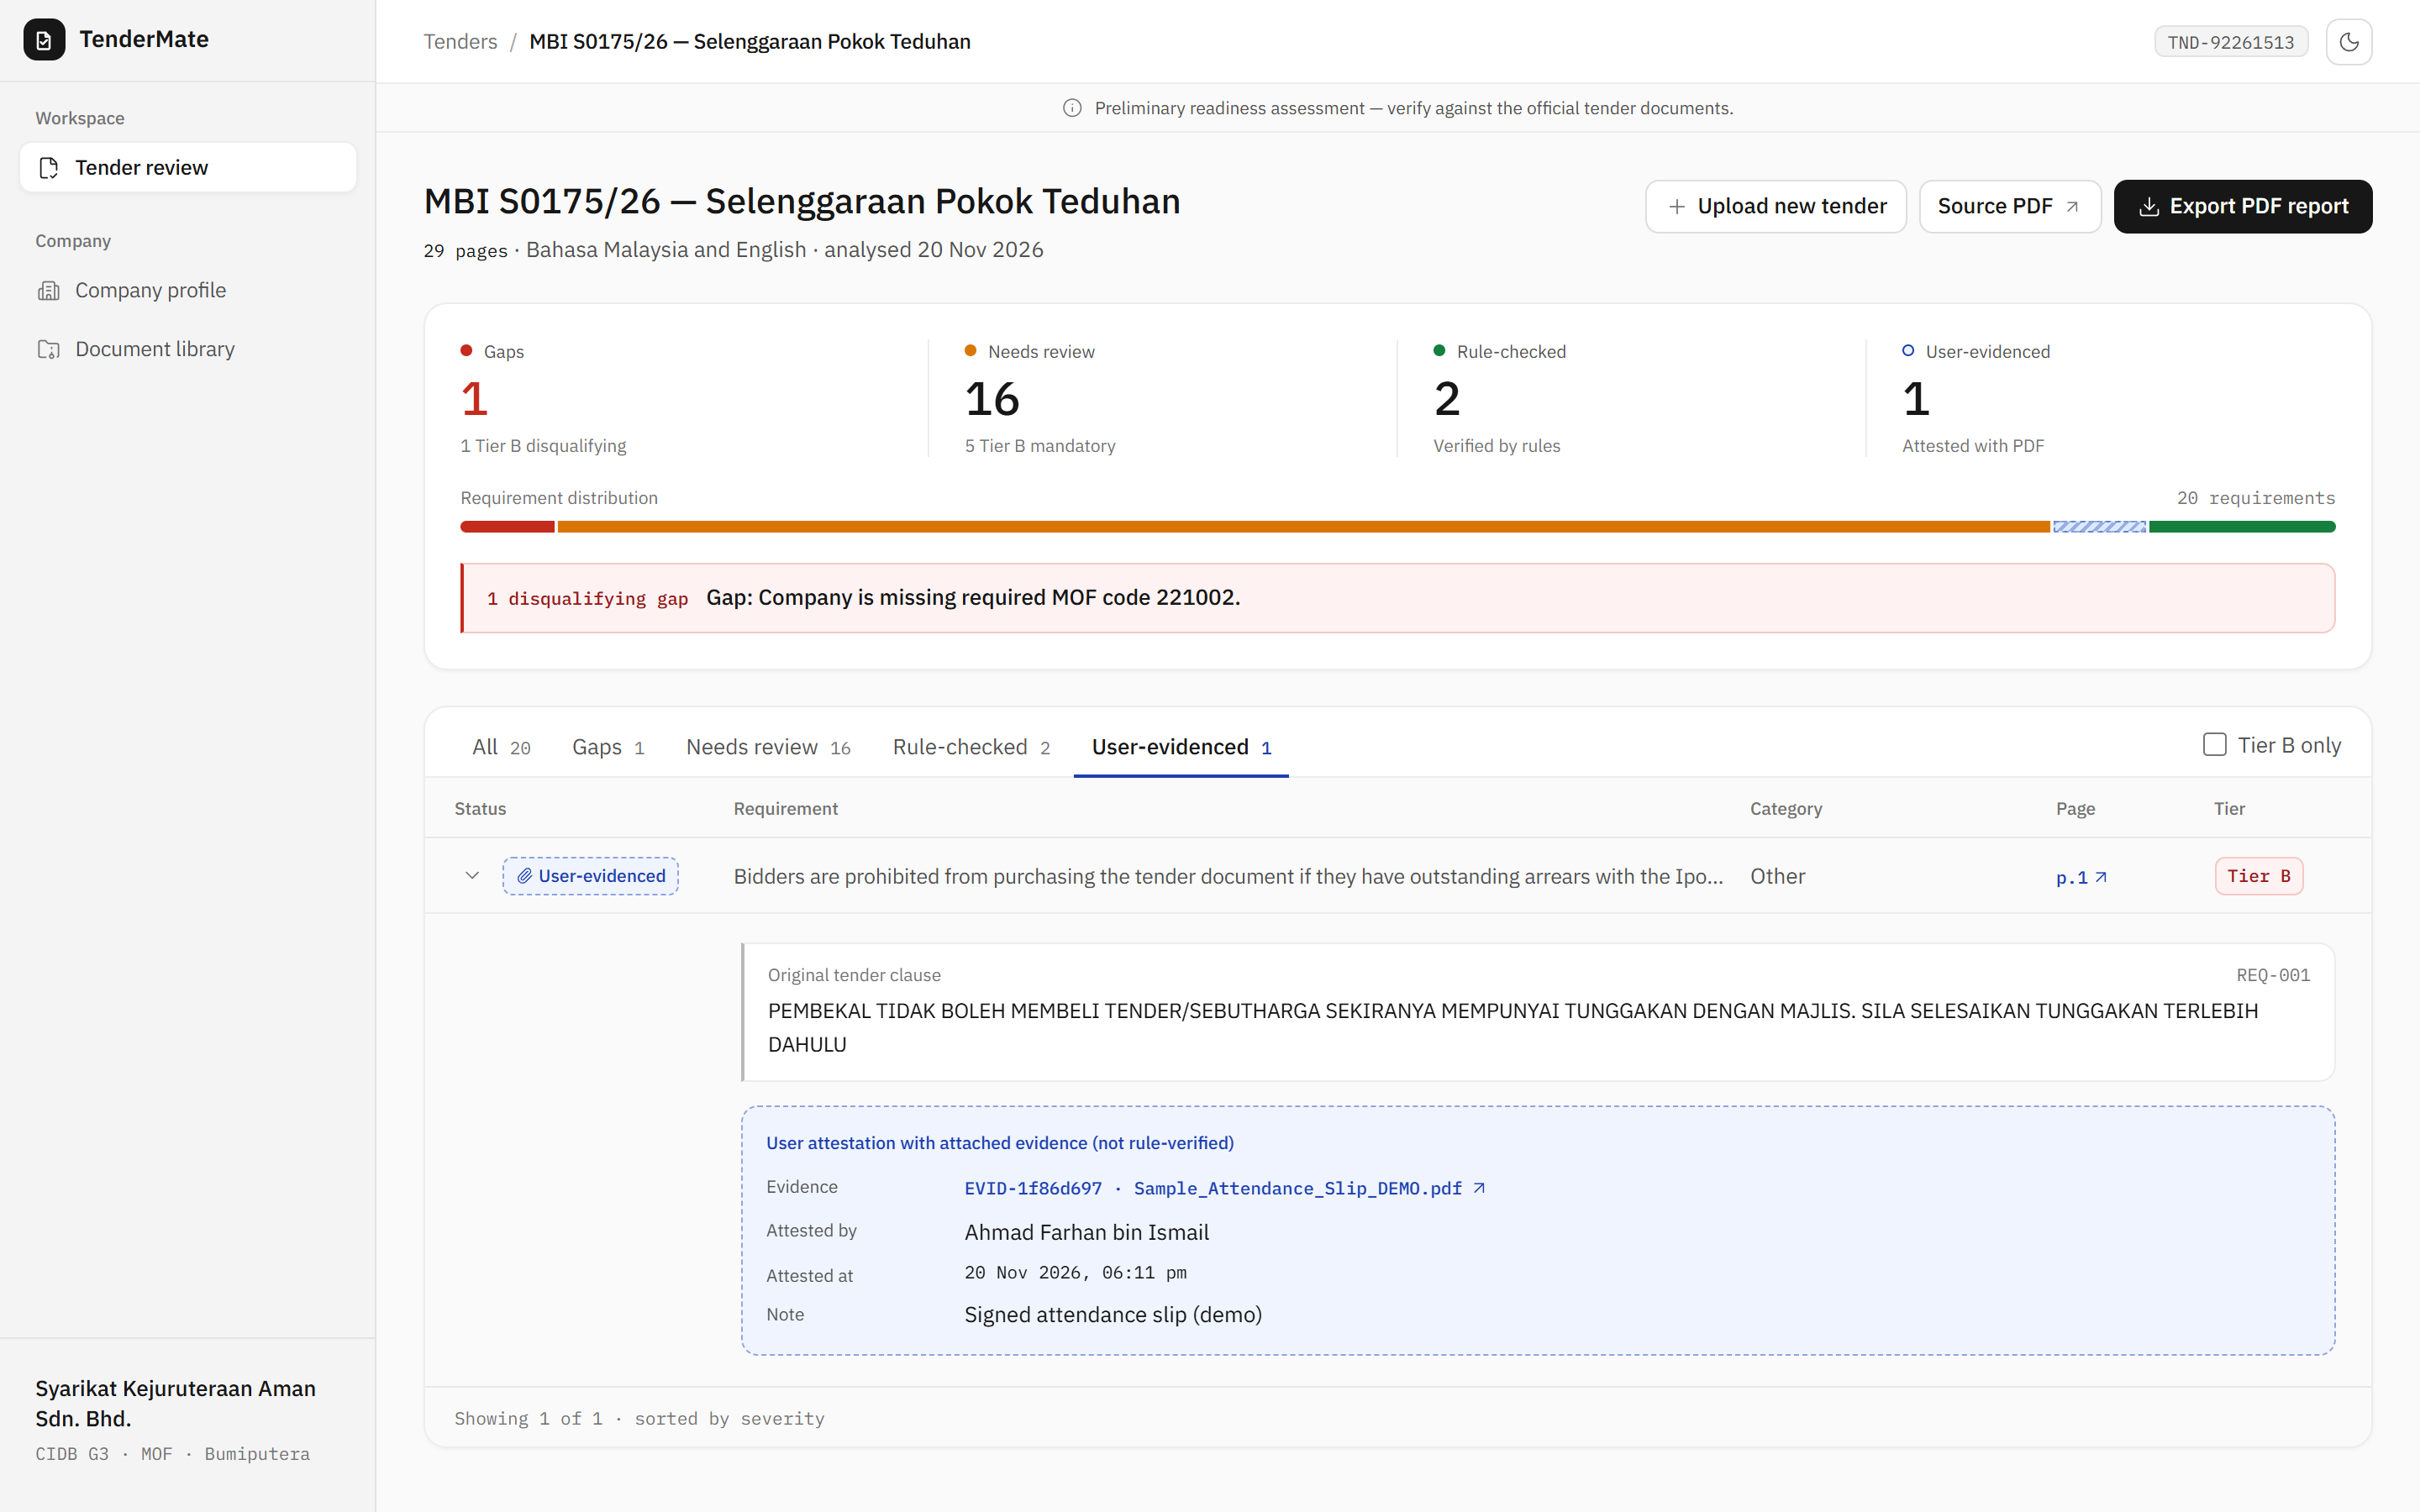 TenderMate
Workspace
Tender review
Company
Company profile
Document library
Syarikat Kejuruteraan Aman
Sdn. Bhd.
CIDB G3 · MOF · Bumiputera
Tenders / MBI S0175/26 — Selenggaraan Pokok Teduhan
TND-92261513
Preliminary readiness assessment — verify against the official tender documents.
MBI S0175/26 — Selenggaraan Pokok Teduhan
29 pages · Bahasa Malaysia and English · analysed 20 Nov 2026
Upload new tender
Source PDF
Export PDF report
Gaps
1
1 Tier B disqualifying
Needs review
16
5 Tier B mandatory
Rule-checked
2
Verified by rules
User-evidenced
1
Attested with PDF
Requirement distribution
20 requirements
1 disqualifying gap Gap: Company is missing required MOF code 221002.
All 20 Gaps 1 Needs review 16 Rule-checked 2 User-evidenced 1
Tier B only
Status Requirement Category Page Tier
User-evidenced Bidders are prohibited from purchasing the tender document if they have outstanding arrears with the Ipo... Other p.1 Tier B
Original tender clause REQ-001
PEMBEKAL TIDAK BOLEH MEMBELI TENDER/SEBUTHARGA SEKIRANYA MEMPUNYAI TUNGGAKAN DENGAN MAJLIS. SILA SELESAIKAN TUNGGAKAN TERLEBIH
DAHULU
User attestation with attached evidence (not rule-verified)
Evidence EVID-1f86d697 · Sample_Attendance_Slip_DEMO.pdf
Attested by Ahmad Farhan bin Ismail
Attested at 20 Nov 2026, 06:11 pm
Note Signed attendance slip (demo)
Showing 1 of 1 · sorted by severity